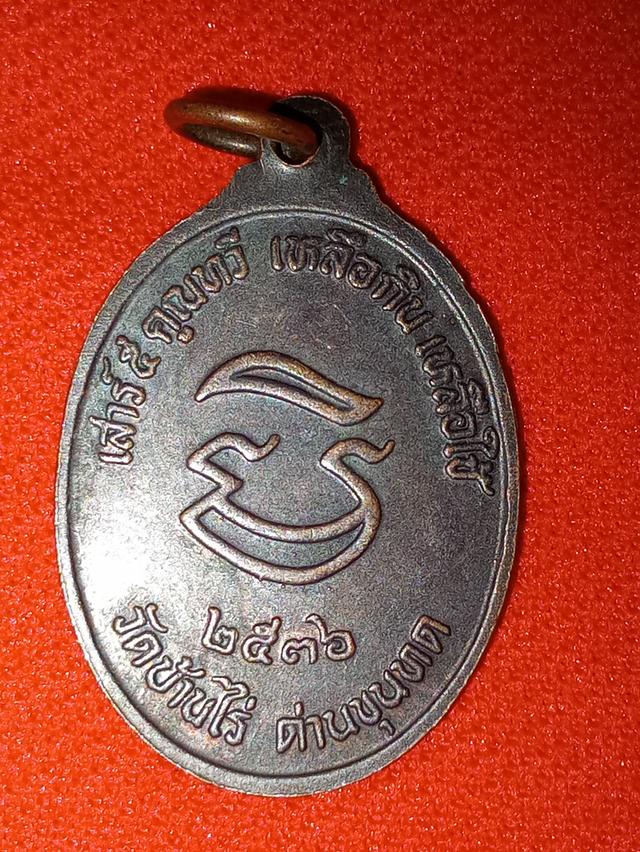 เสาร์ ๕ คูณทวี เหลือกิน เหลือใช้
๒๕๓๖
วัดบ้านไร่ ด่านขุนทด